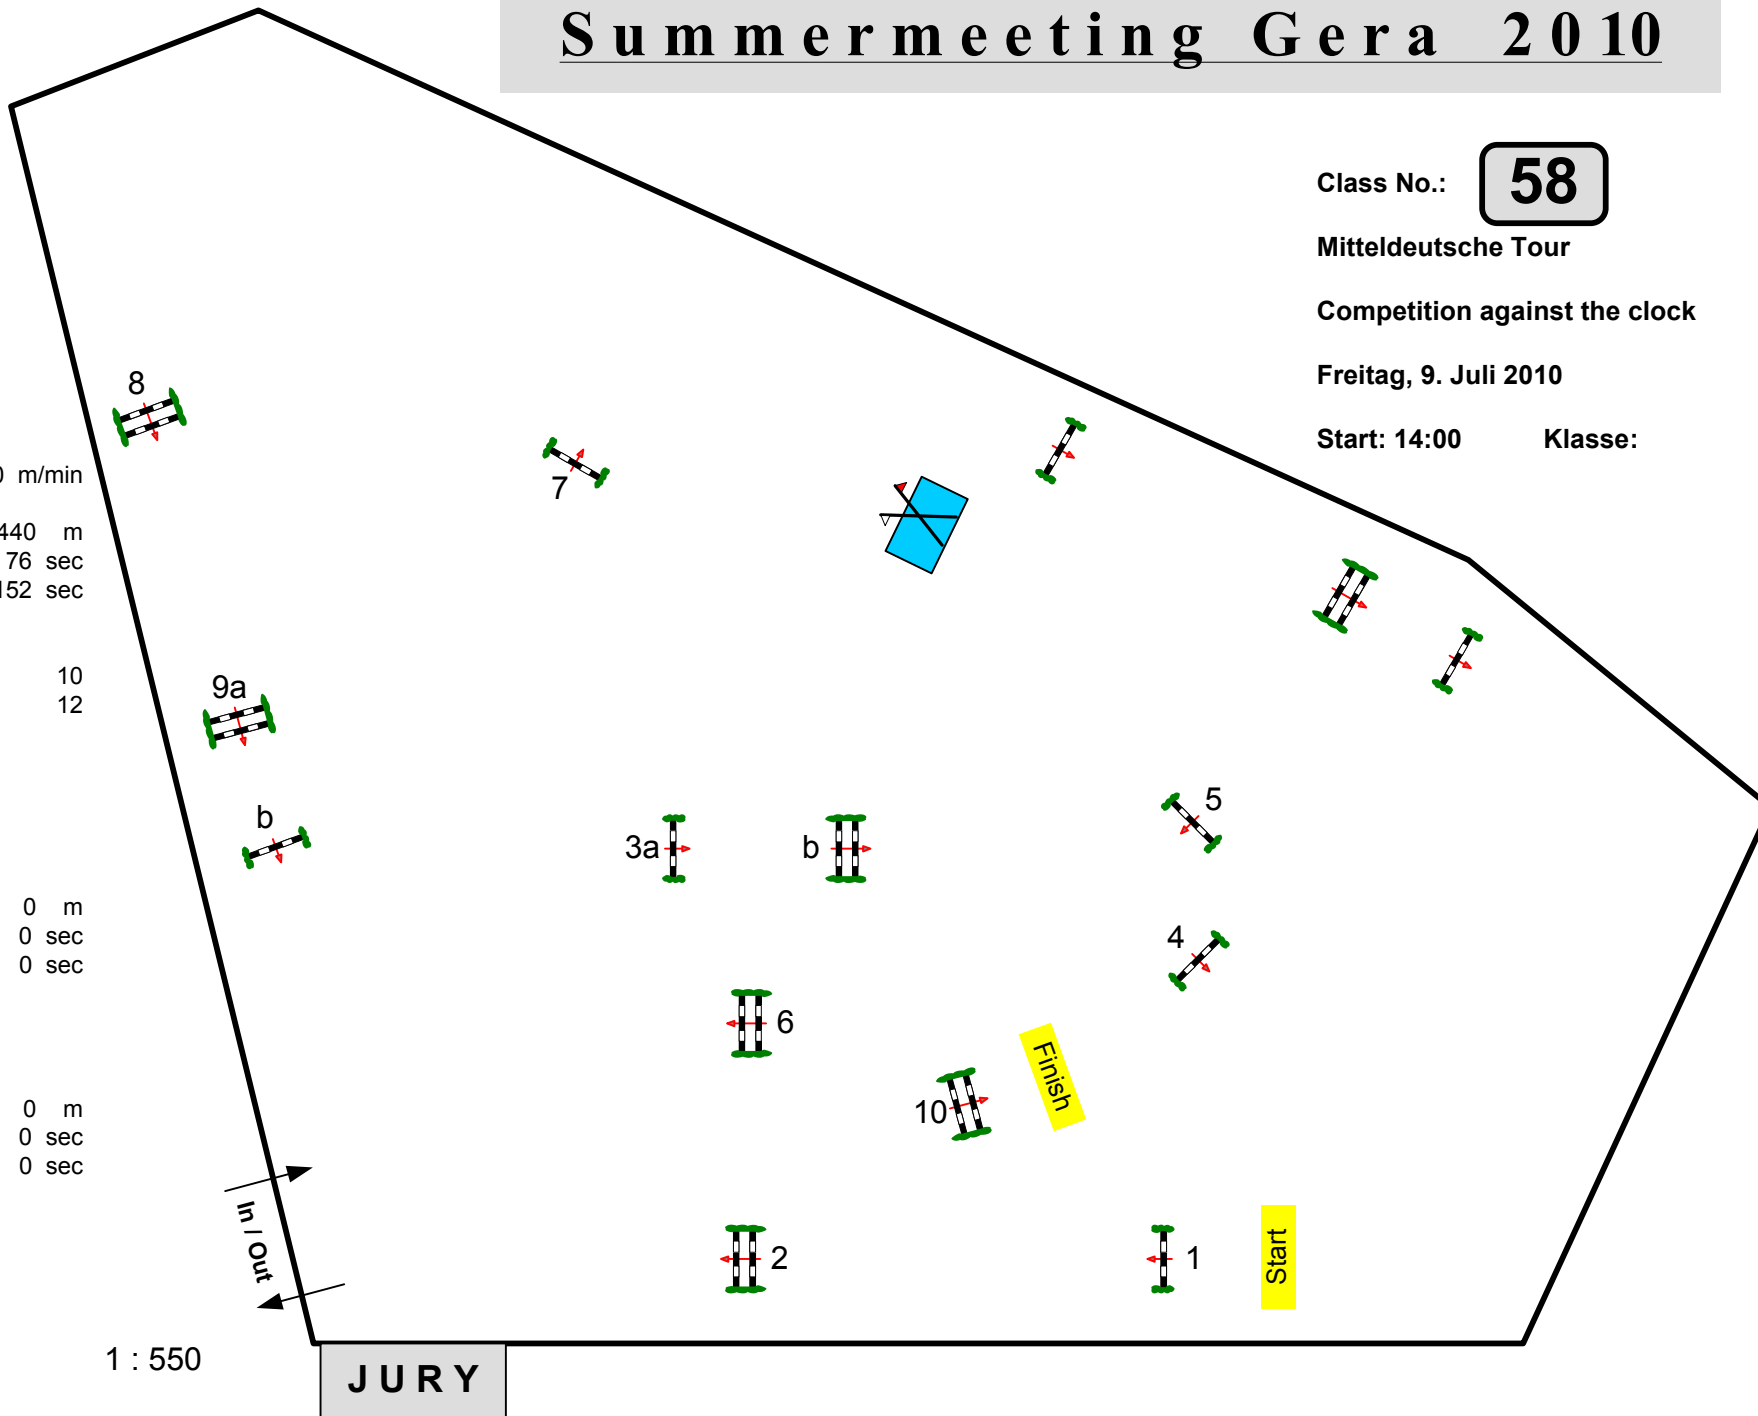 Summermeeting Gera 2010
Class No.: 58
Mitteldeutsche Tour
Competition against the clock
Freitag, 9. Juli 2010
Start: 14:00 Klasse:
8
7
0 m/min
440 m
76 sec
152 sec
10
12
9a
b
3a
b
5
4
0 m
0 sec
0 sec
6
10
Finish
0 m
0 sec
0 sec
In / Out
2
1
Start
1 : 550
JURY